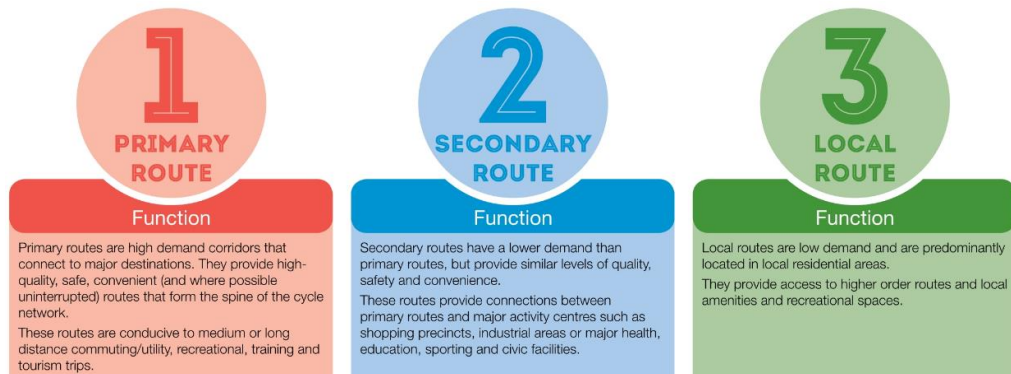 1
PRIMARY
ROUTE
Function
Primary routes are high demand corridors that
connect to major destinations. They provide high-
quality, safe, convenient (and where possible
uninterrupted) routes that form the spine of the cycle
network.
These routes are conducive to medium or long
distance commuting/utility, recreational, training and
tourism trips.
2
SECONDARY
ROUTE
Function
Secondary routes have a lower demand than
primary routes, but provide similar levels of quality,
safety and convenience.
These routes provide connections between
primary routes and major activity centres such as
shopping precincts, industrial areas or major health,
education, sporting and civic facilities.
3
LOCAL
ROUTE
Function
Local routes are low demand and are predominantly
located in local residential areas.
They provide access to higher order routes and local
amenities and recreational spaces.